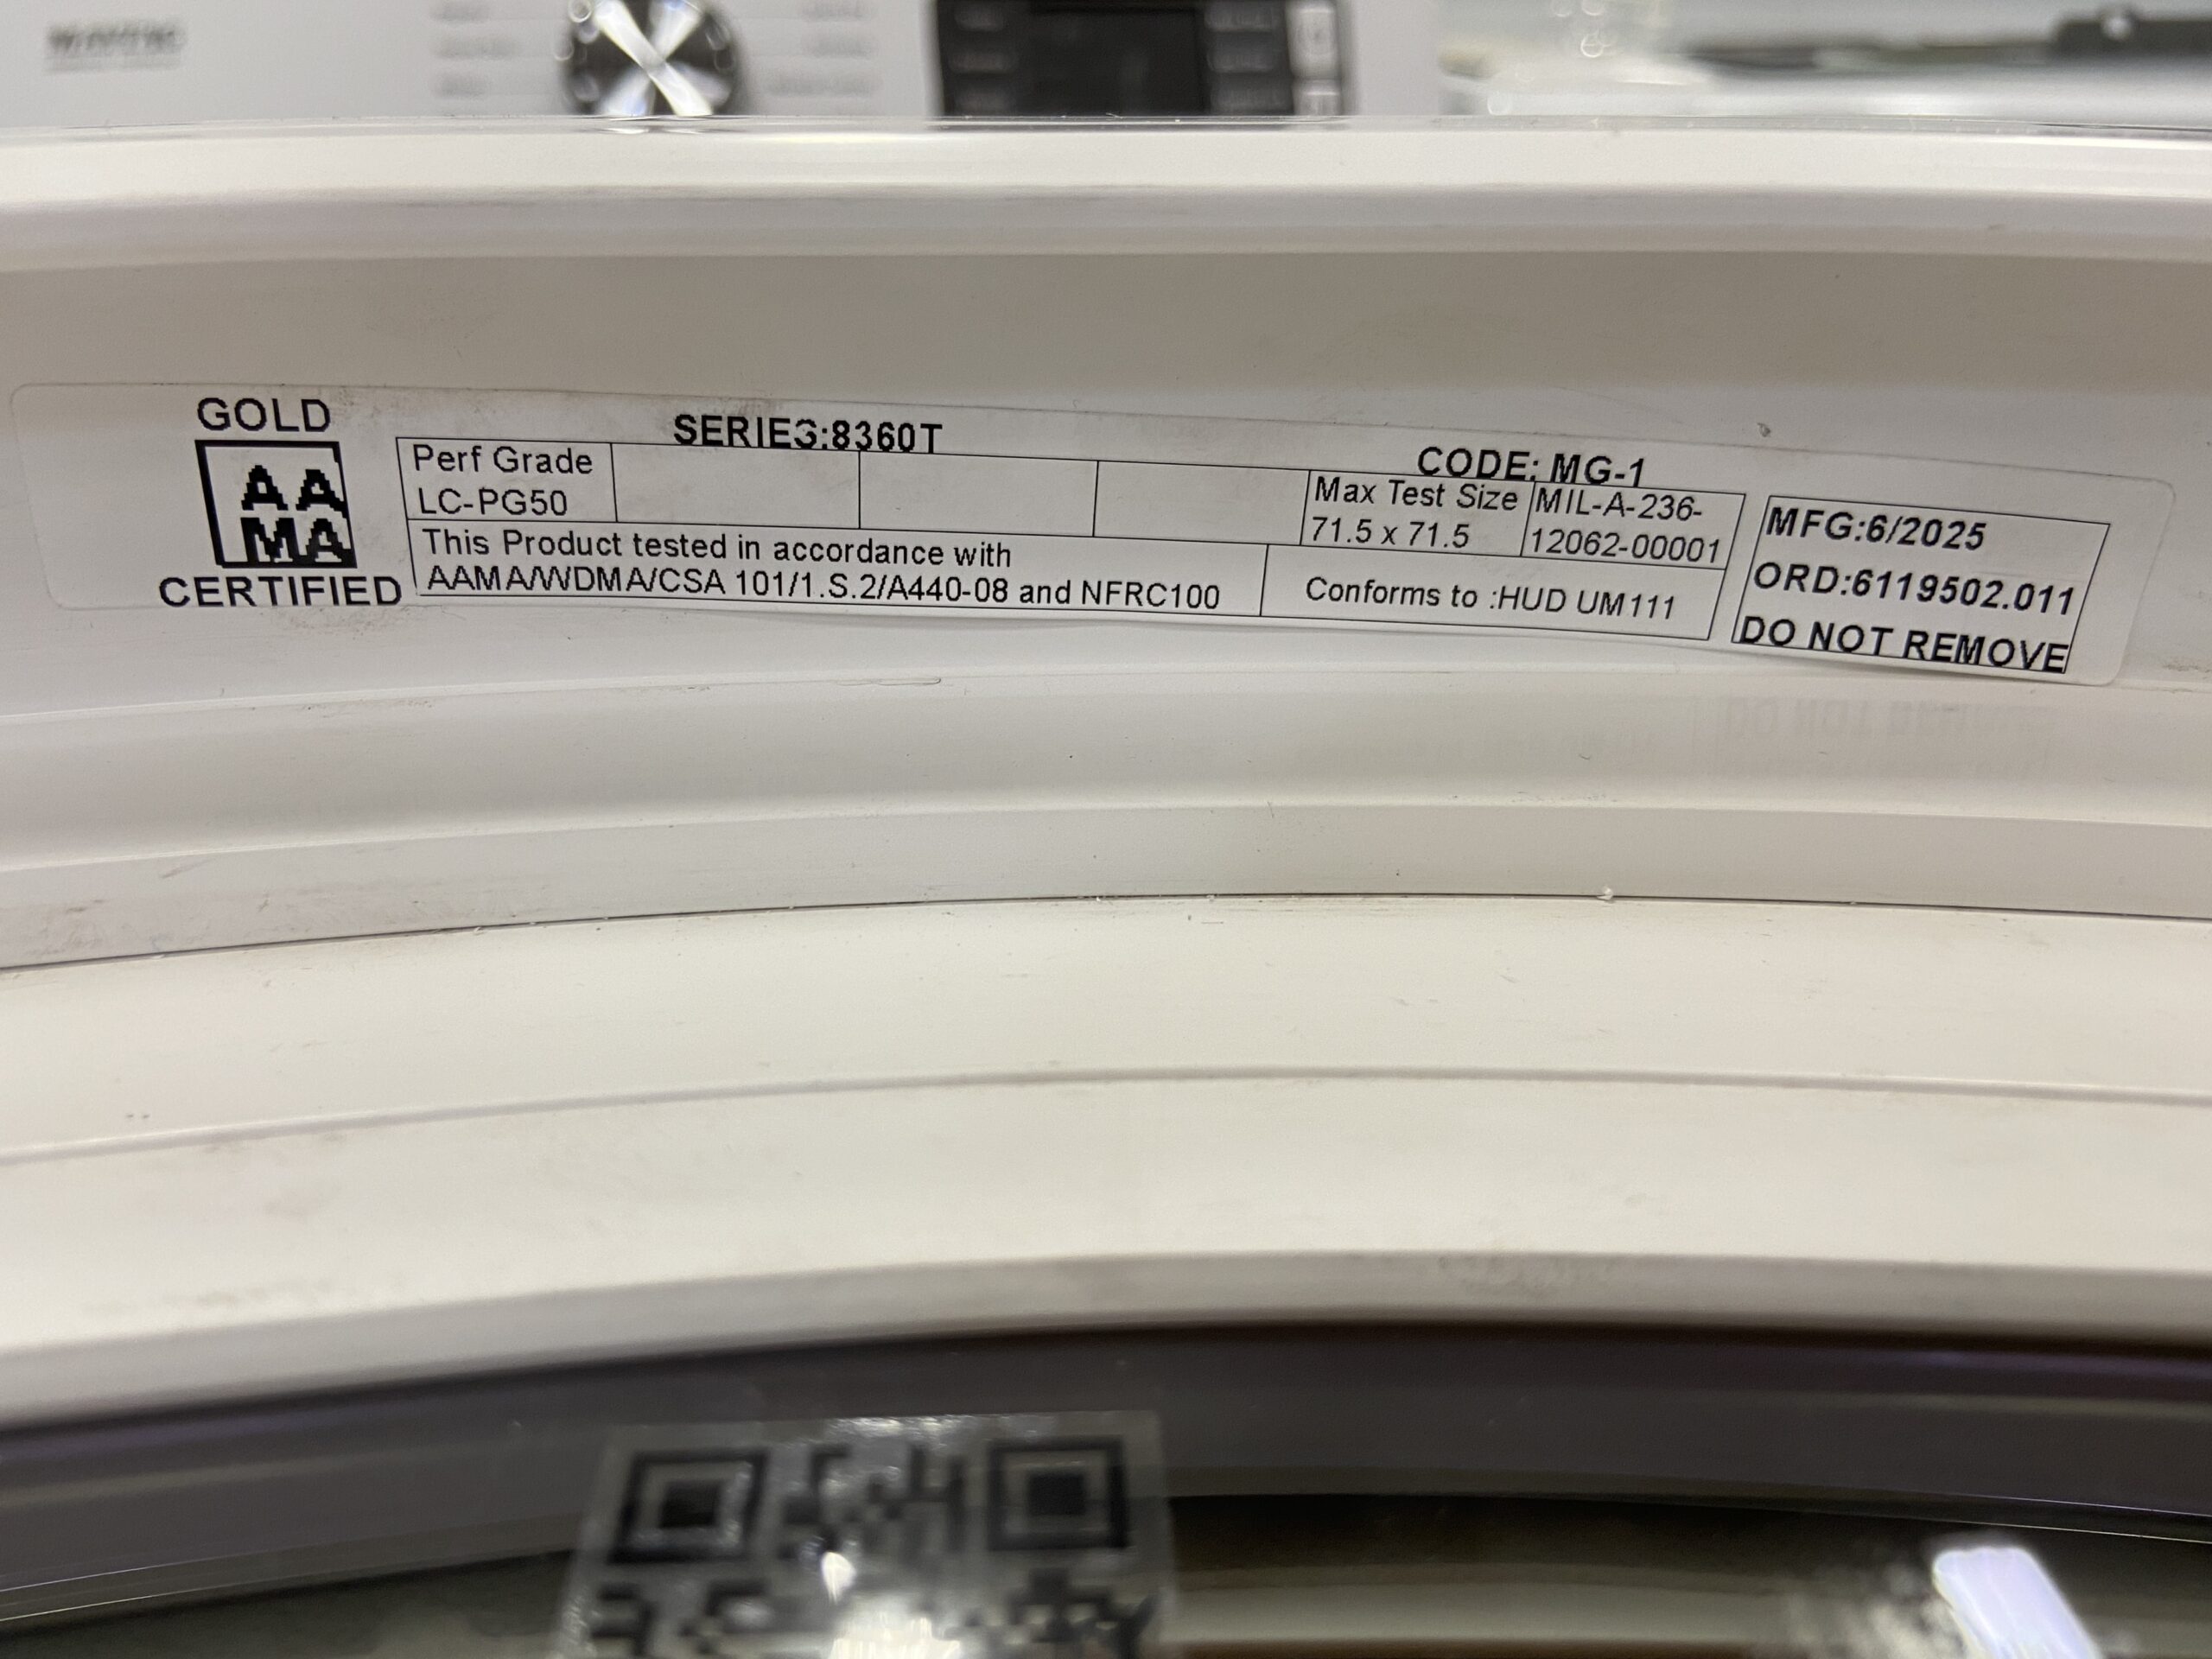 GOLD
AA
MA
CERTIFIED
SERIES:8360T
CODE: MG-1
Perf Grade
LC-PG50
Max Test Size
71.5 x 71.5
MIL-A-236-
12062-00001
This Product tested in accordance with
AAMA/WDMA/CSA 101/1.S.2/A440-08 and NFRC100
Conforms to :HUD UM111
MFG:6/2025
ORD:6119502.011
DO NOT REMOVE